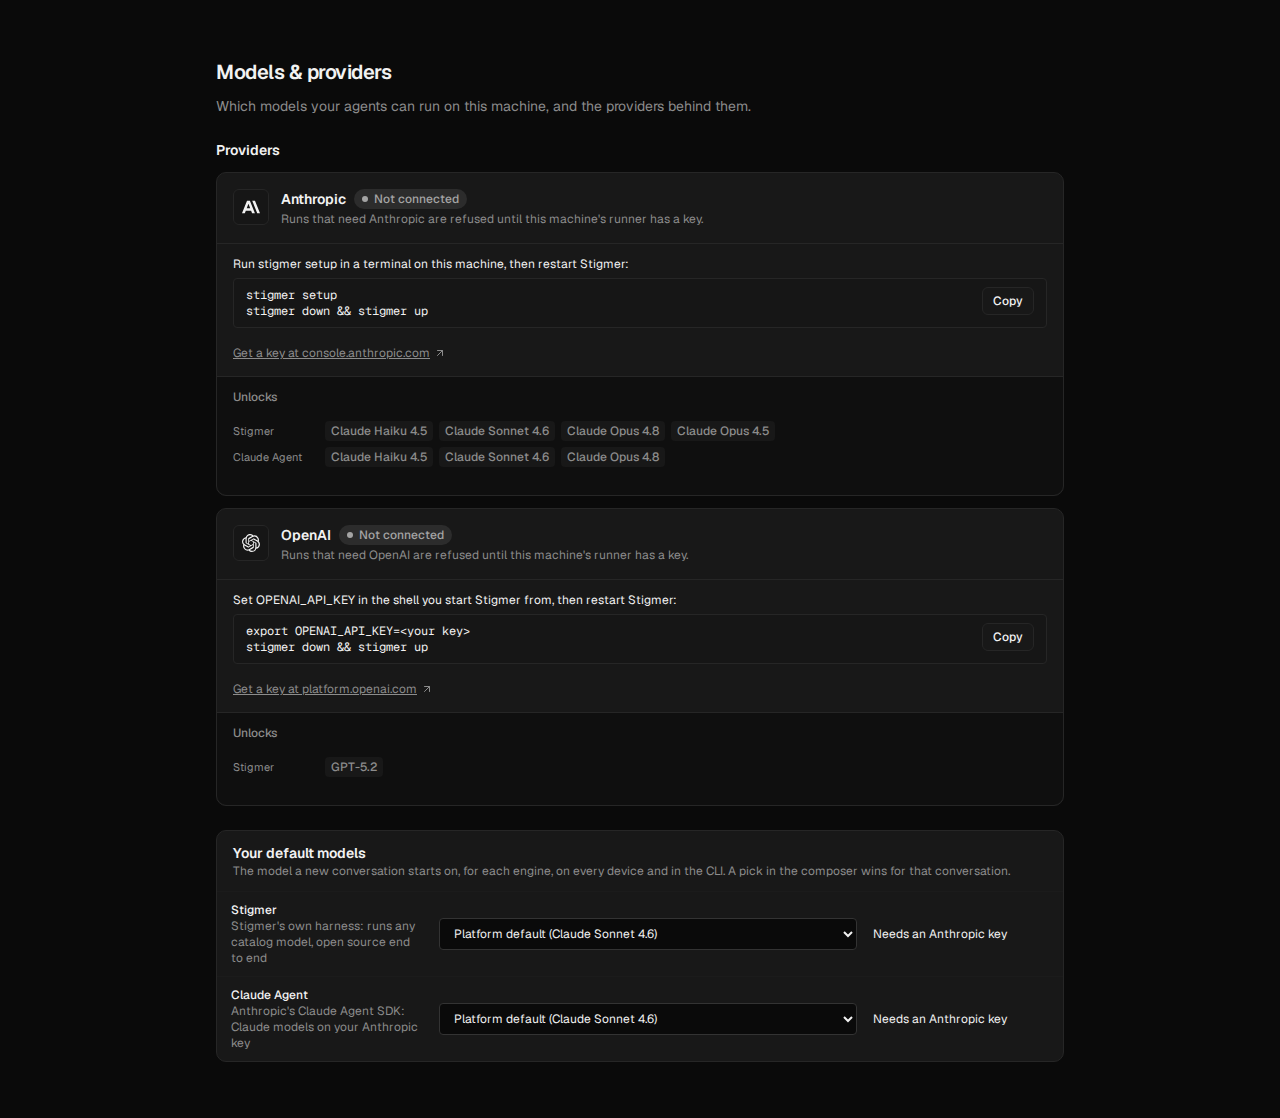 Models & providers
Which models your agents can run on this machine, and the providers behind them.
Providers
Anthropic
Not connected
Runs that need Anthropic are refused until this machine's runner has a key.
Run stigmer setup in a terminal on this machine, then restart Stigmer:
stigmer setup
stigmer down && stigmer up
Copy
Get a key at console.anthropic.com
Unlocks
Stigmer Claude Haiku 4.5 Claude Sonnet 4.6 Claude Opus 4.8 Claude Opus 4.5
Claude Agent Claude Haiku 4.5 Claude Sonnet 4.6 Claude Opus 4.8
OpenAI
Not connected
Runs that need OpenAI are refused until this machine's runner has a key.
Set OPENAI_API_KEY in the shell you start Stigmer from, then restart Stigmer:
export OPENAI_API_KEY=<your key>
stigmer down && stigmer up
Copy
Get a key at platform.openai.com
Unlocks
Stigmer GPT-5.2
Your default models
The model a new conversation starts on, for each engine, on every device and in the CLI. A pick in the composer wins for that conversation.
Stigmer
Stigmer's own harness: runs any
catalog model, open source end
to end
Platform default (Claude Sonnet 4.6)
Needs an Anthropic key
Claude Agent
Anthropic's Claude Agent SDK:
Claude models on your Anthropic
key
Platform default (Claude Sonnet 4.6)
Needs an Anthropic key